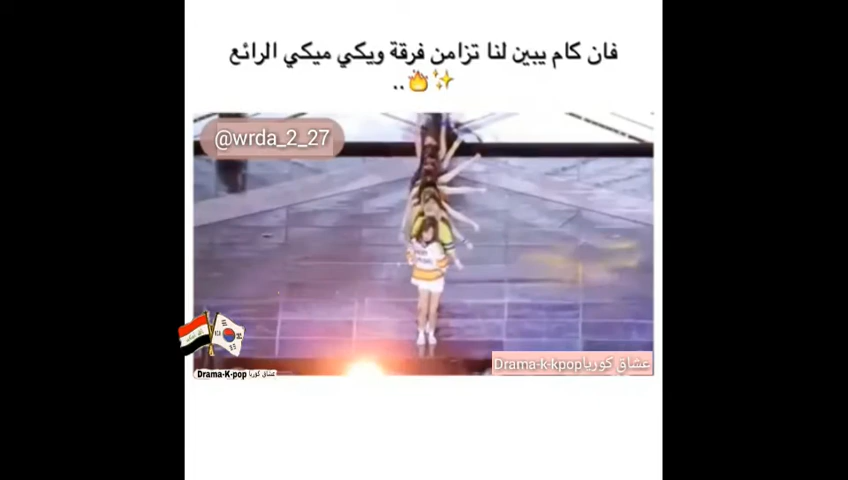 فان كام يبين لنا تزامن فرقة ويكي ميكي الرائع
✨🔥..
@wrda_2_27
Drama-k-kpopعشاق كوريا
Drama-K-pop عشاق كوريا